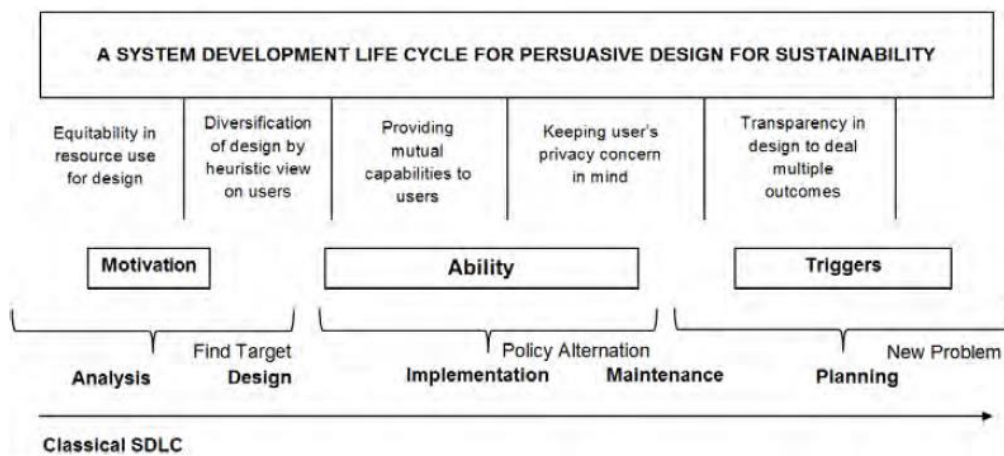 A SYSTEM DEVELOPMENT LIFE CYCLE FOR PERSUASIVE DESIGN FOR SUSTAINABILITY
Equitability in
resource use
for design
Diversification
of design by
heuristic view
on users
Providing
mutual
capabilities to
users
Keeping user's
privacy concern
in mind
Transparency in
design to deal
multiple
outcomes
Motivation
Ability
Triggers
Find Target
Policy Alternation
New Problem
Analysis
Design
Implementation
Maintenance
Planning
Classical SDLC